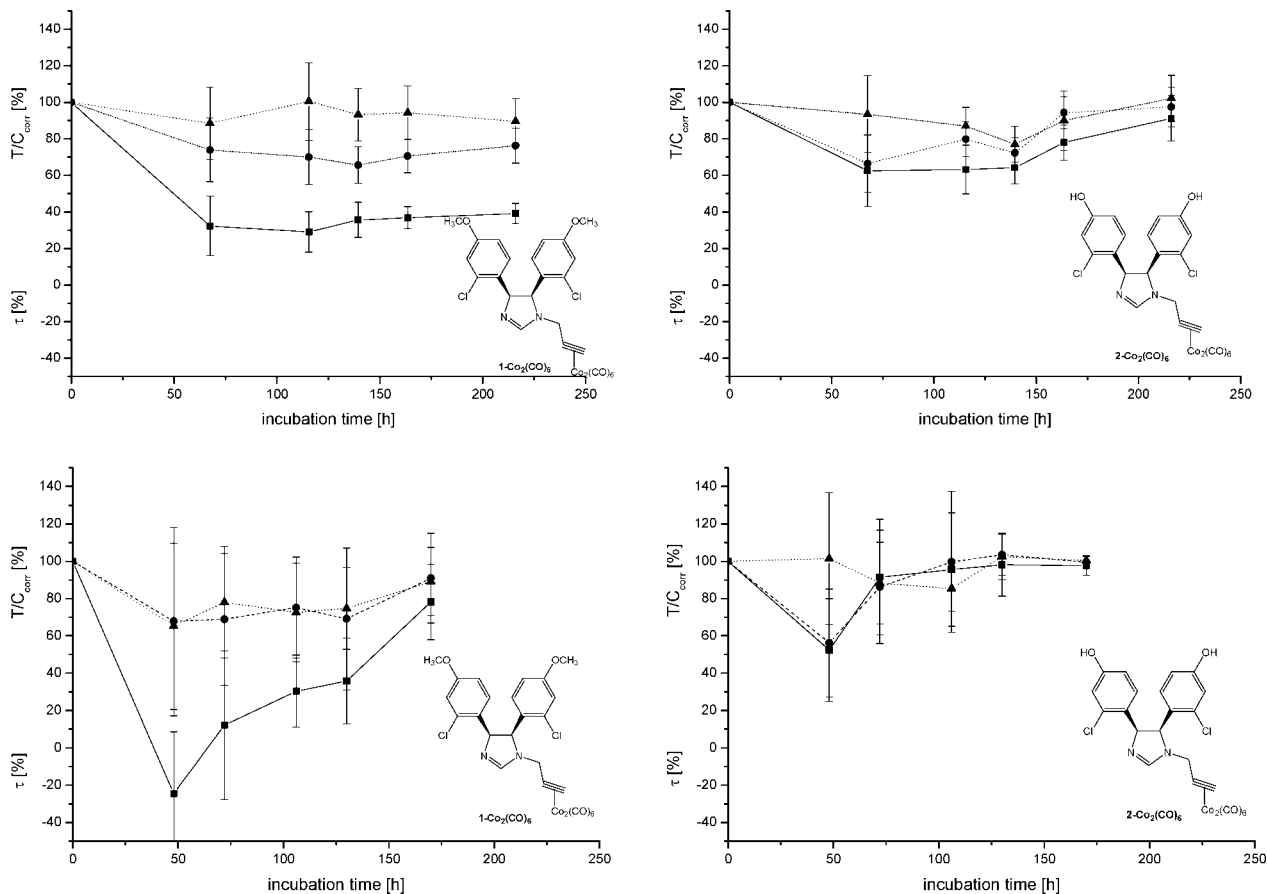 T/C_corr [%]
τ [%]
140
120
100
80
60
40
20
0
-20
-40
0
50
100
150
200
250
incubation time [h]
H₃CO
OCH₃
Cl
Cl
N
N
1-Co₂(CO)₆
Co₂(CO)₆
T/C_corr [%]
τ [%]
140
120
100
80
60
40
20
0
-20
-40
0
50
100
150
200
250
incubation time [h]
HO
OH
Cl
Cl
N
N
2-Co₂(CO)₆
Co₂(CO)₆
T/C_corr [%]
τ [%]
140
120
100
80
60
40
20
0
-20
-40
0
50
100
150
200
250
incubation time [h]
H₃CO
OCH₃
Cl
Cl
N
N
Co₂(CO)₆
1-Co₂(CO)₆
T/C_corr [%]
τ [%]
140
120
100
80
60
40
20
0
-20
-40
0
50
100
150
200
250
incubation time [h]
HO
OH
Cl
Cl
N
N
Co₂(CO)₆
2-Co₂(CO)₆